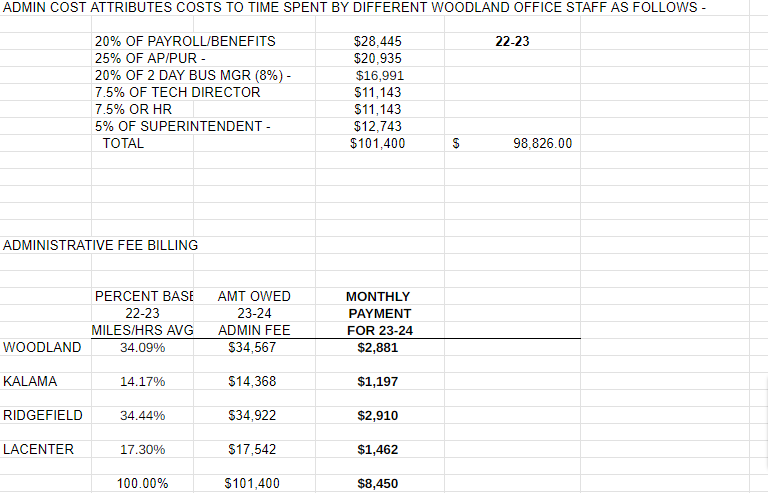 ADMIN COST ATTRIBUTES COSTS TO TIME SPENT BY DIFFERENT WOODLAND OFFICE STAFF AS FOLLOWS -
20% OF PAYROLL/BENEFITS $28,445 22-23
25% OF AP/PUR - $20,935
20% OF 2 DAY BUS MGR (8%) - $16,991
7.5% OF TECH DIRECTOR $11,143
7.5% OR HR $11,143
5% OF SUPERINTENDENT - $12,743
TOTAL $101,400 $ 98,826.00
ADMINISTRATIVE FEE BILLING
PERCENT BASE AMT OWED MONTHLY
22-23 23-24 PAYMENT
MILES/HRS AVG ADMIN FEE FOR 23-24
WOODLAND 34.09% $34,567 $2,881
KALAMA 14.17% $14,368 $1,197
RIDGEFIELD 34.44% $34,922 $2,910
LACENTER 17.30% $17,542 $1,462
100.00% $101,400 $8,450